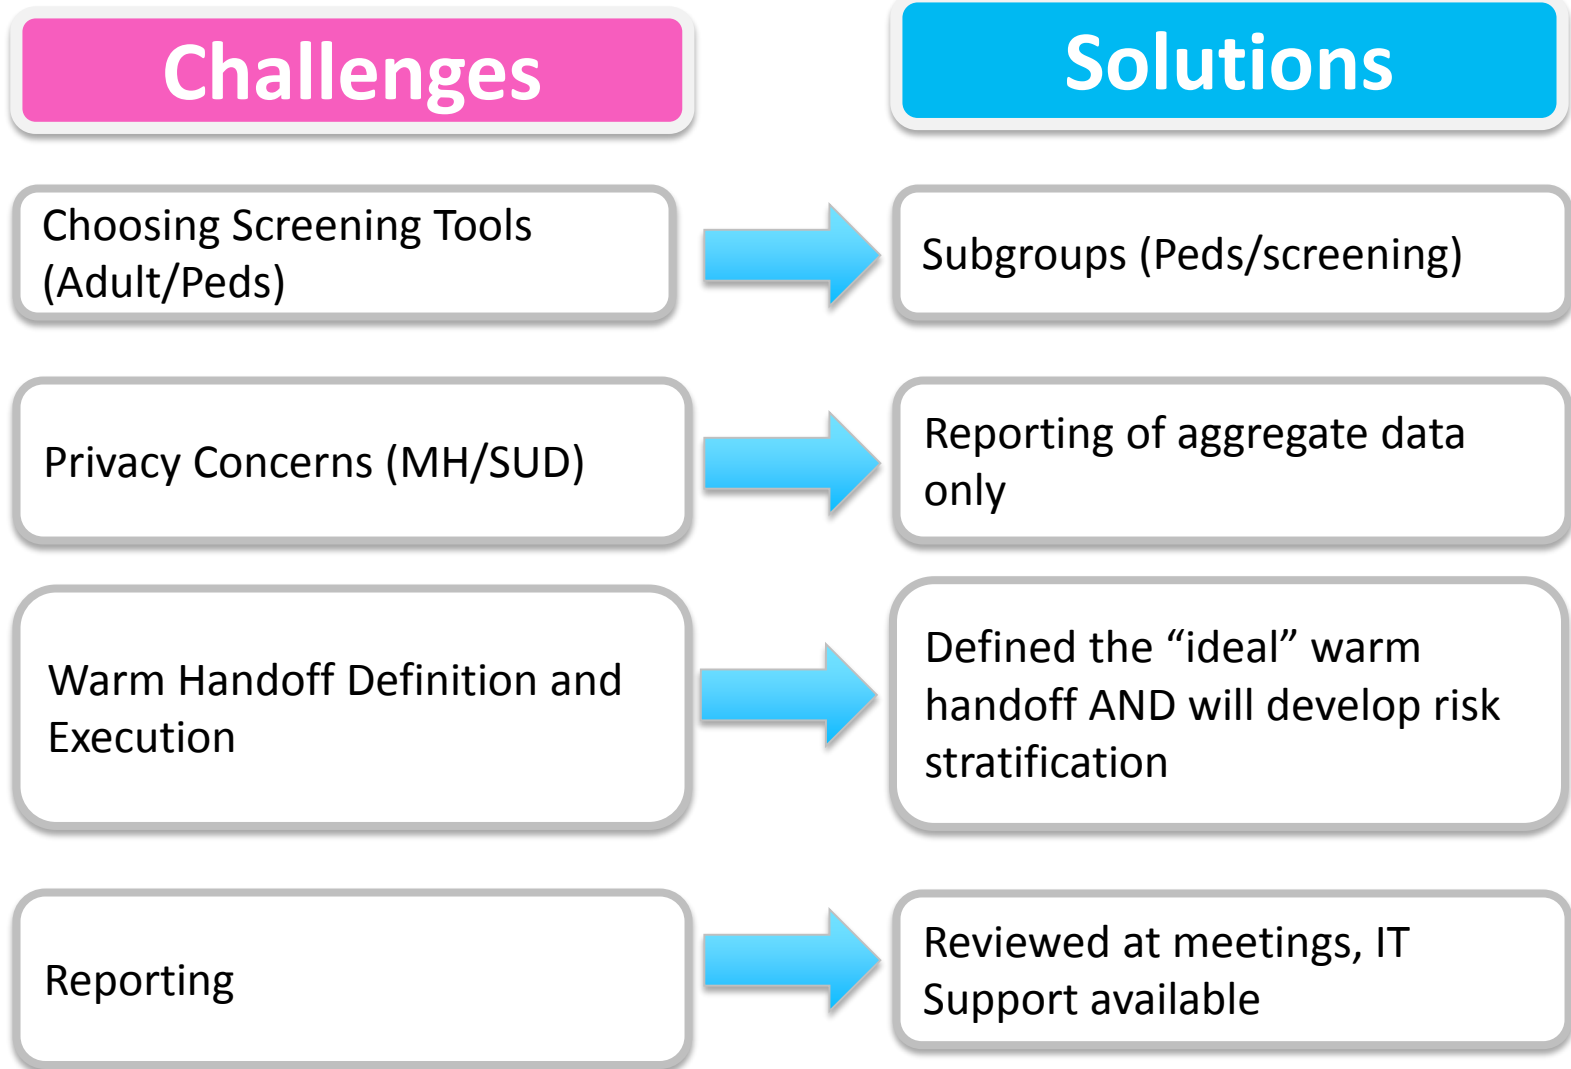 Challenges
Solutions
Choosing Screening Tools
(Adult/Peds)
Subgroups (Peds/screening)
Privacy Concerns (MH/SUD)
Reporting of aggregate data
only
Warm Handoff Definition and
Execution
Defined the “ideal” warm
handoff AND will develop risk
stratification
Reporting
Reviewed at meetings, IT
Support available